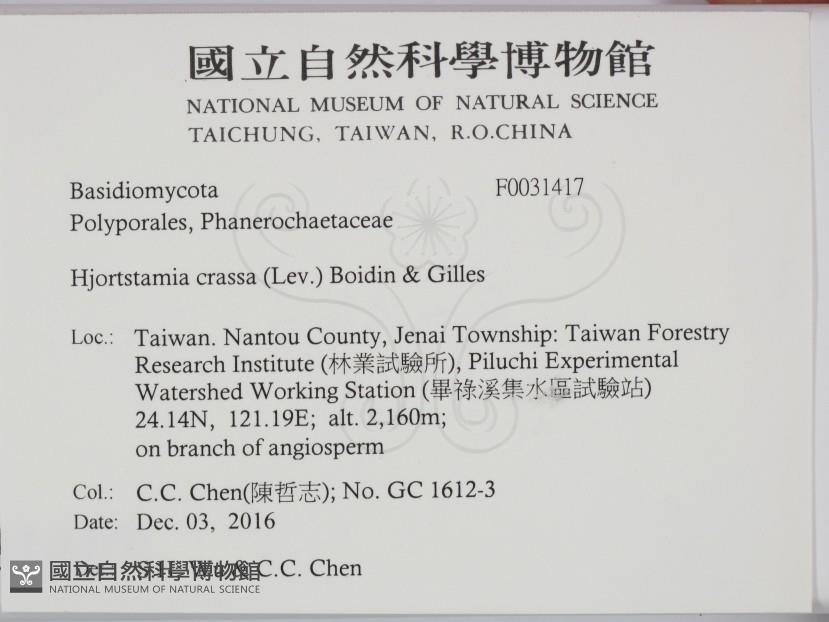 國立自然科學博物館
NATIONAL MUSEUM OF NATURAL SCIENCE
TAICHUNG, TAIWAN, R.O.CHINA
Basidiomycota F0031417
Polyporales, Phanerochaetaceae
Hjortstamia crassa (Lev.) Boidin & Gilles
Loc.: Taiwan. Nantou County, Jenai Township: Taiwan Forestry
Research Institute (林業試驗所), Piluchi Experimental
Watershed Working Station (畢祿溪集水區試驗站)
24.14N, 121.19E; alt. 2,160m;
on branch of angiosperm
Col.: C.C. Chen(陳哲志); No. GC 1612-3
Date: Dec. 03, 2016
Det.: S.H. Wu & C.C. Chen
國立自然科學博物館
NATIONAL MUSEUM OF NATURAL SCIENCE